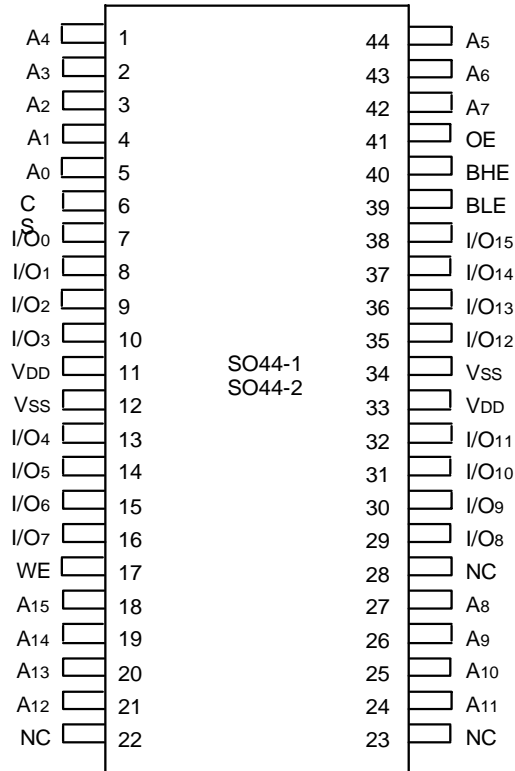 A4 1 44 A5
A3 2 43 A6
A2 3 42 A7
A1 4 41 OE
A0 5 40 BHE
CS 6 39 BLE
I/O0 7 38 I/O15
I/O1 8 37 I/O14
I/O2 9 36 I/O13
I/O3 10 35 I/O12
VDD 11 34 VSS
VSS 12 33 VDD
I/O4 13 32 I/O11
I/O5 14 31 I/O10
I/O6 15 30 I/O9
I/O7 16 29 I/O8
WE 17 28 NC
A15 18 27 A8
A14 19 26 A9
A13 20 25 A10
A12 21 24 A11
NC 22 23 NC
SO44-1
SO44-2